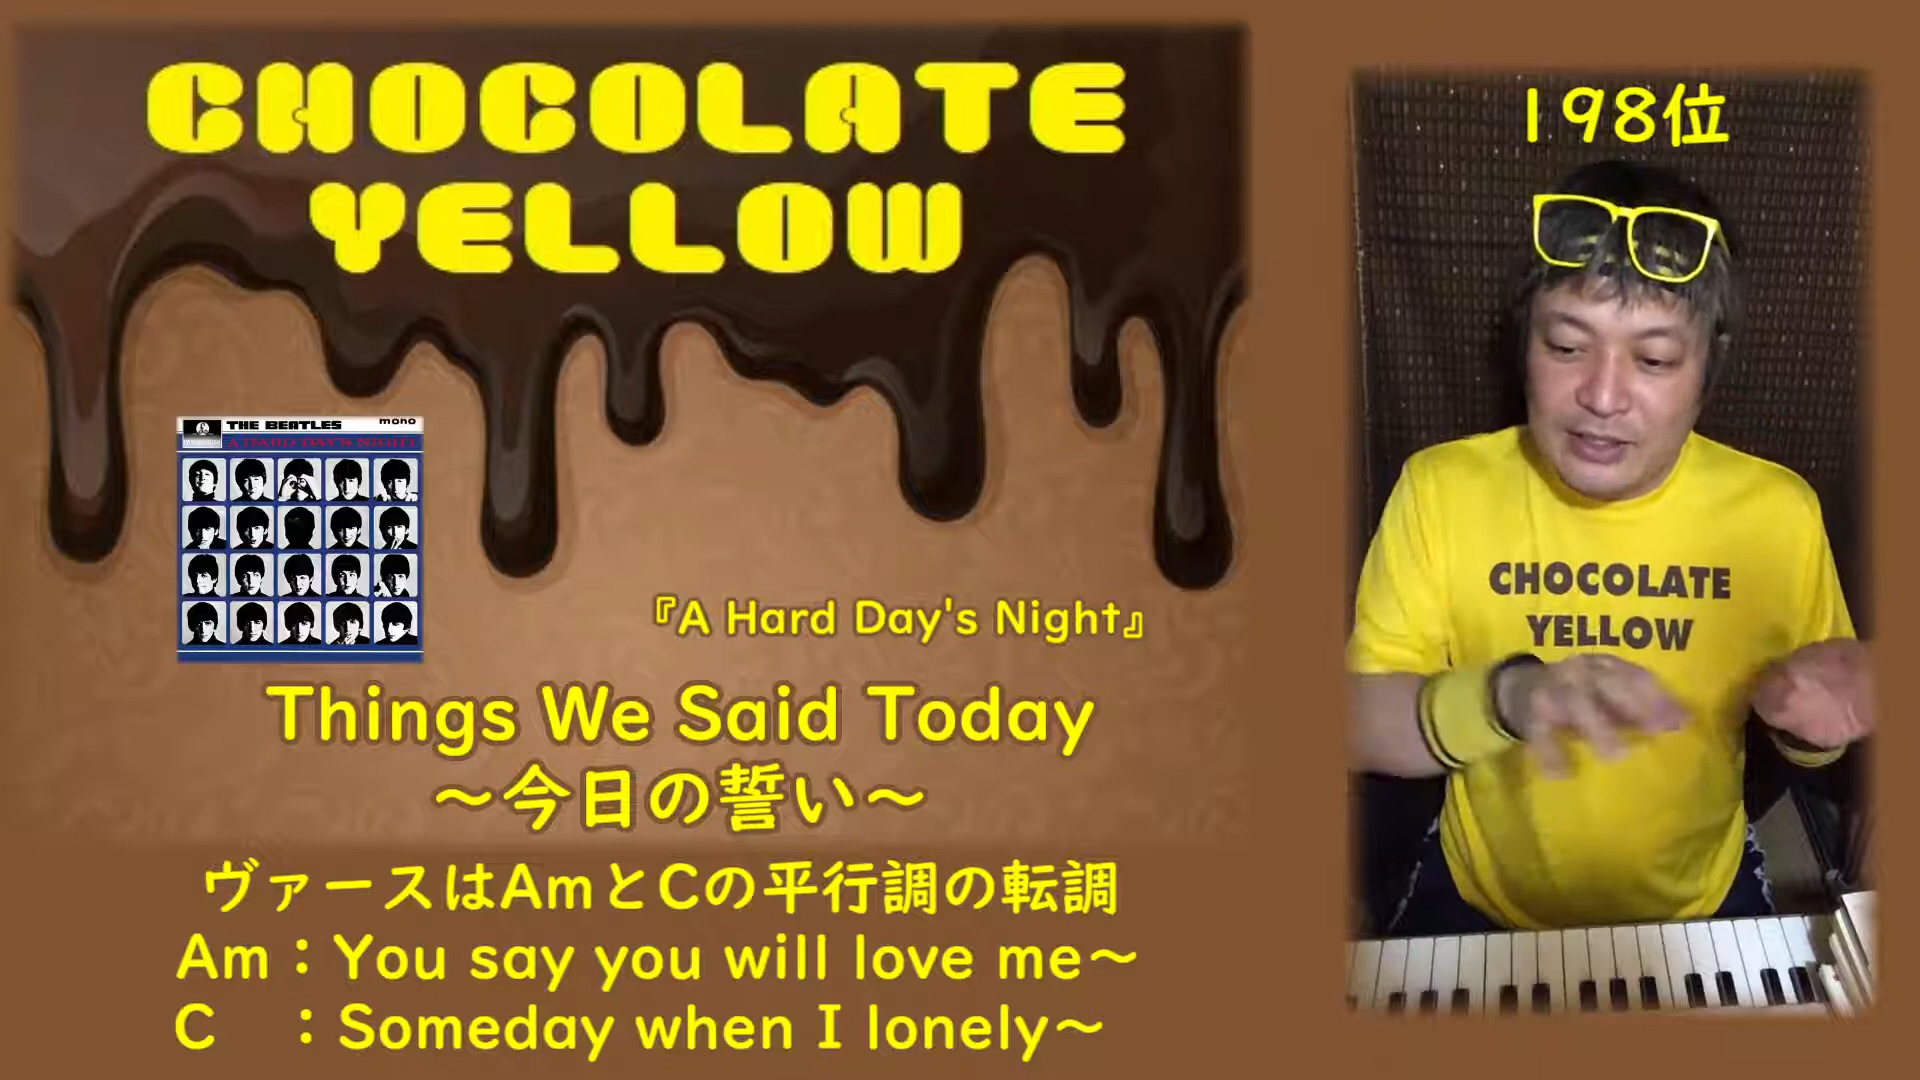 CHOCOLATE
YELLOW
198位
THE BEATLES
mono
A HARD DAY'S NIGHT
『A Hard Day's Night』
Things We Said Today
～今日の誓い～
ヴァースはAmとCの平行調の転調
Am：You say you will love me～
C　：Someday when I lonely～
CHOCOLATE
YELLOW